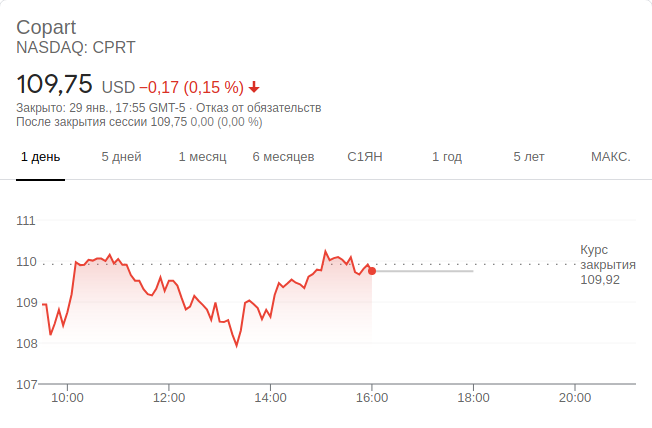 Copart
NASDAQ: CPRT
109,75 USD −0,17 (0,15 %)
Закрыто: 29 янв., 17:55 GMT-5 · Отказ от обязательств
После закрытия сессии 109,75 0,00 (0,00 %)
1 день 5 дней 1 месяц 6 месяцев С1ЯН 1 год 5 лет МАКС.
111
110
109
108
107
Курс
закрытия
109,92
10:00 12:00 14:00 16:00 18:00 20:00